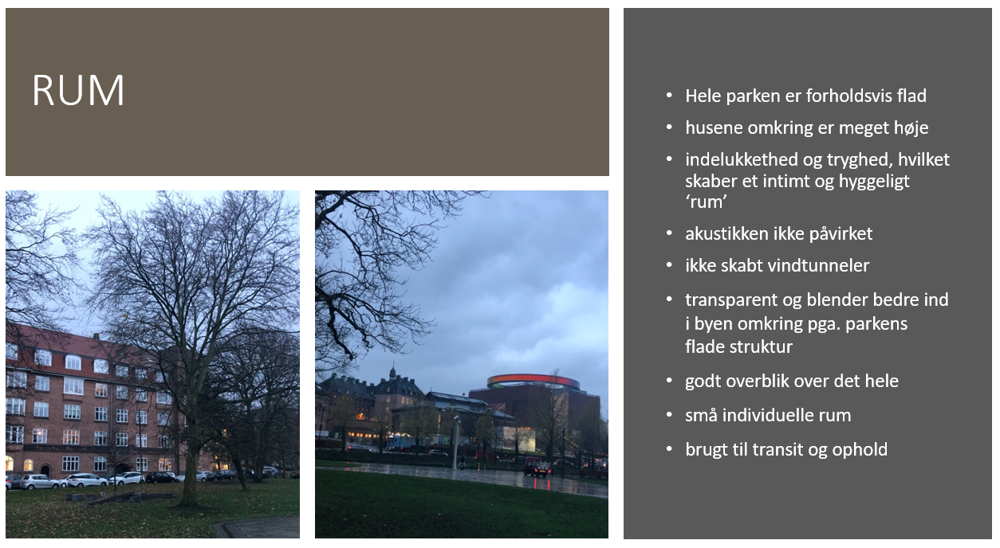 RUM
• Hele parken er forholdsvis flad
• husene omkring er meget høje
• indelukkethed og tryghed, hvilket
skaber et intimt og hyggeligt
‘rum’
• akustikken ikke påvirket
• ikke skabt vindtunneler
• transparent og blender bedre ind
i byen omkring pga. parkens
flade struktur
• godt overblik over det hele
• små individuelle rum
• brugt til transit og ophold